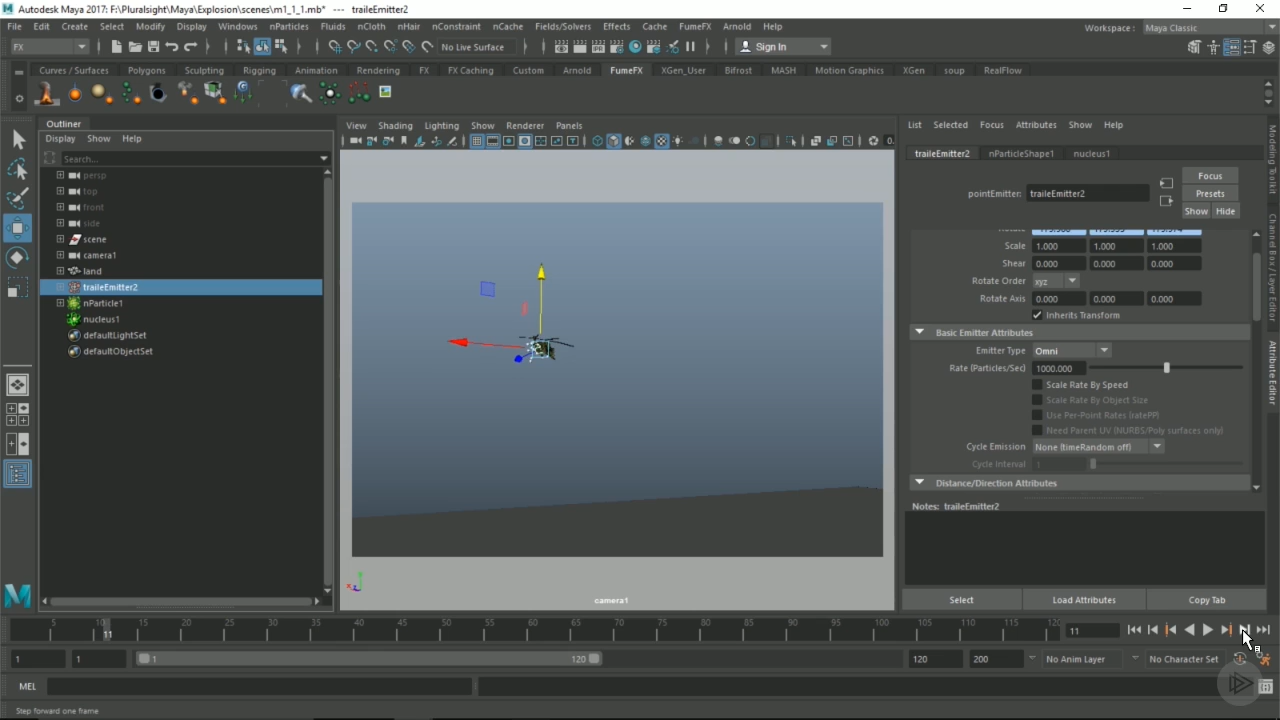 Autodesk Maya 2017: F:\Pluralsight\Maya\Explosion\scenes\m1_1_1.mb* --- traileEmitter2
File Edit Create Select Modify Display Windows nParticles Fluids nCloth nHair nConstraint nCache Fields/Solvers Effects Cache FumeFX Arnold Help
Workspace: Maya Classic
FX No Live Surface Sign In
Curves / Surfaces Polygons Sculpting Rigging Animation Rendering FX FX Caching Custom Arnold FumeFX XGen_User Bifrost MASH Motion Graphics XGen soup RealFlow
Outliner
Display Show Help
Search...
persp
top
front
side
scene
camera1
land
traileEmitter2
nParticle1
nucleus1
defaultLightSet
defaultObjectSet
View Shading Lighting Show Renderer Panels
0.
camera1
List Selected Focus Attributes Show Help
traileEmitter2 nParticleShape1 nucleus1
Focus
pointEmitter: traileEmitter2
Presets
Show Hide
Scale 1.000 1.000 1.000
Shear 0.000 0.000 0.000
Rotate Order xyz
Rotate Axis 0.000 0.000 0.000
Inherits Transform
Basic Emitter Attributes
Emitter Type Omni
Rate (Particles/Sec) 1000.000
Scale Rate By Speed
Scale Rate By Object Size
Use Per-Point Rates (ratePP)
Need Parent UV (NURBS/Poly surfaces only)
Cycle Emission None (timeRandom off)
Cycle Interval 1
Distance/Direction Attributes
Notes: traileEmitter2
Select Load Attributes Copy Tab
Modeling Toolkit
Channel Box / Layer Editor
Attribute Editor
5 10 15 20 25 30 35 40 45 50 55 60 65 70 75 80 85 90 95 100 105 110 115 120
11
11
1 1 1 120 120 200 No Anim Layer No Character Set
MEL
Step forward one frame